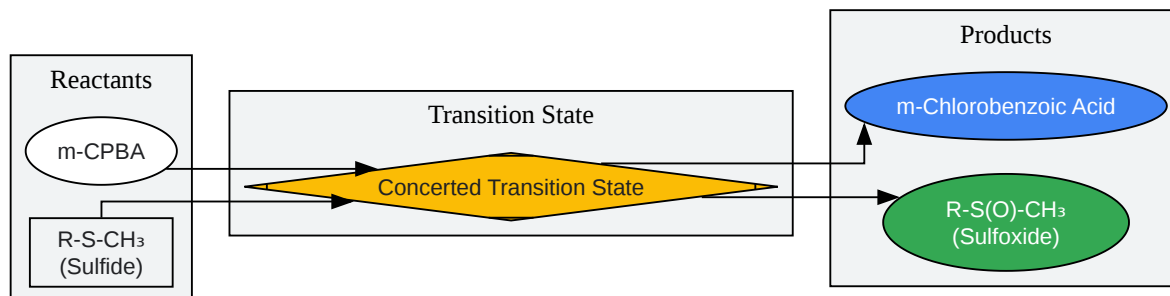 Reactants
m-CPBA
R-S-CH₃
(Sulfide)
Transition State
Concerted Transition State
Products
m-Chlorobenzoic Acid
R-S(O)-CH₃
(Sulfoxide)